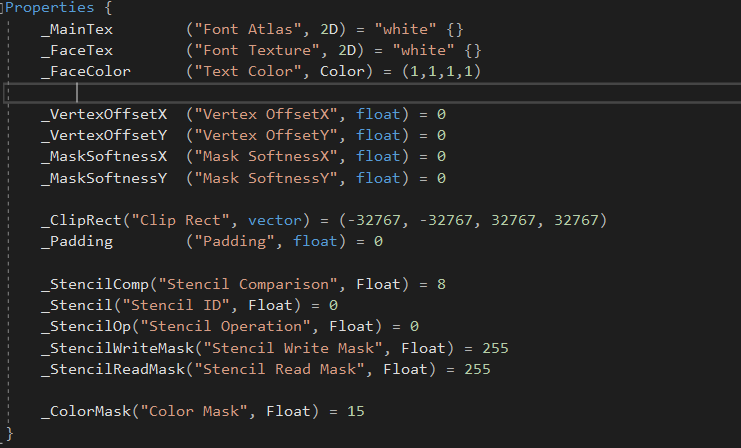 Properties {
_MainTex ("Font Atlas", 2D) = "white" {}
_FaceTex ("Font Texture", 2D) = "white" {}
_FaceColor ("Text Color", Color) = (1,1,1,1)
_VertexOffsetX ("Vertex OffsetX", float) = 0
_VertexOffsetY ("Vertex OffsetY", float) = 0
_MaskSoftnessX ("Mask SoftnessX", float) = 0
_MaskSoftnessY ("Mask SoftnessY", float) = 0
_ClipRect("Clip Rect", vector) = (-32767, -32767, 32767, 32767)
_Padding ("Padding", float) = 0
_StencilComp("Stencil Comparison", Float) = 8
_Stencil("Stencil ID", Float) = 0
_StencilOp("Stencil Operation", Float) = 0
_StencilWriteMask("Stencil Write Mask", Float) = 255
_StencilReadMask("Stencil Read Mask", Float) = 255
_ColorMask("Color Mask", Float) = 15
}